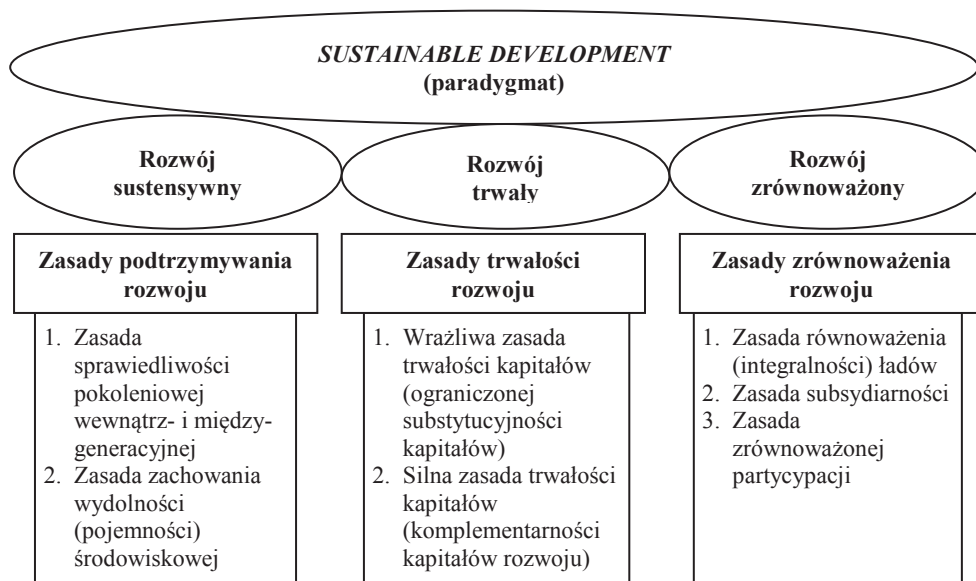 SUSTAINABLE DEVELOPMENT
(paradygmat)
Rozwój
sustensywny
Rozwój
trwały
Rozwój
zrównoważony
Zasady podtrzymywania
rozwoju
Zasady trwałości
rozwoju
Zasady zrównoważenia
rozwoju
1. Zasada
sprawiedliwości
pokoleniowej
wewnątrz- i między-
generacyjnej
2. Zasada zachowania
wydolności
(pojemności)
środowiskowej
1. Wrażliwa zasada
trwałości kapitałów
(ograniczonej
substytucyjności
kapitałów)
2. Silna zasada trwałości
kapitałów
(komplementarności
kapitałów rozwoju)
1. Zasada równoważenia
(integralności) ładów
2. Zasada subsydiarności
3. Zasada
zrównoważonej
partycypacji